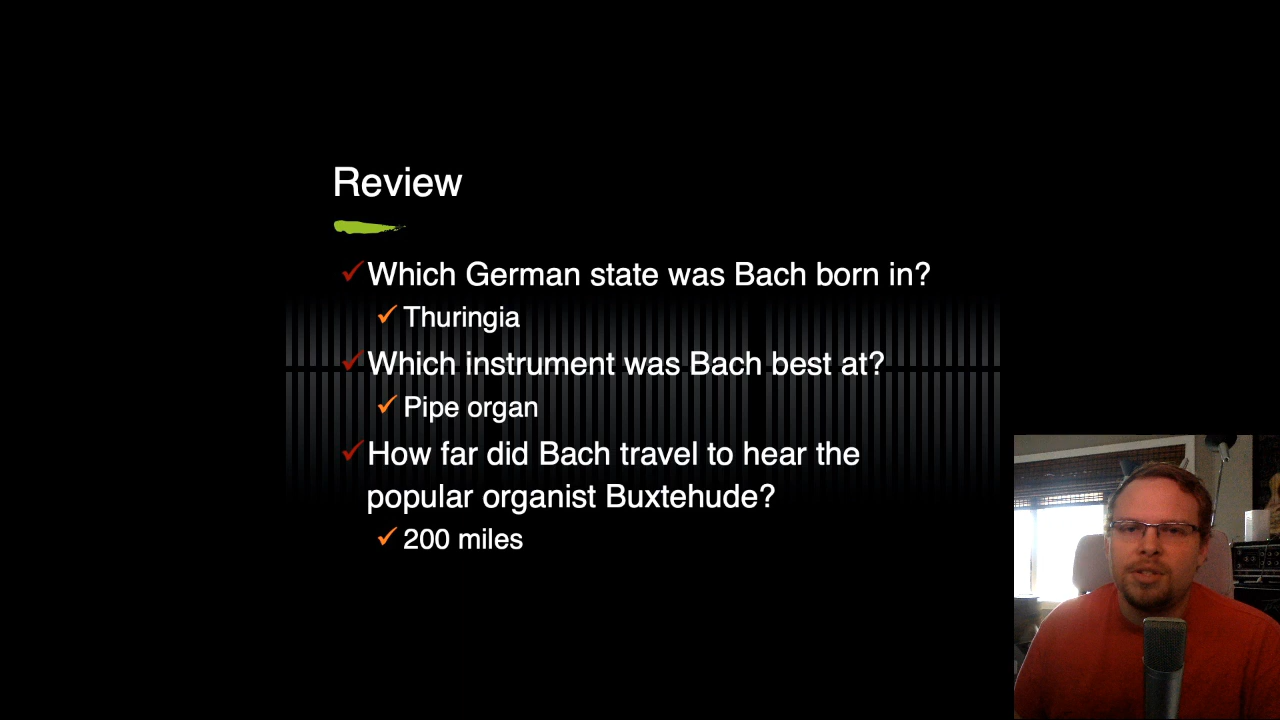 Review
Which German state was Bach born in?
Thuringia
Which instrument was Bach best at?
Pipe organ
How far did Bach travel to hear the
popular organist Buxtehude?
200 miles